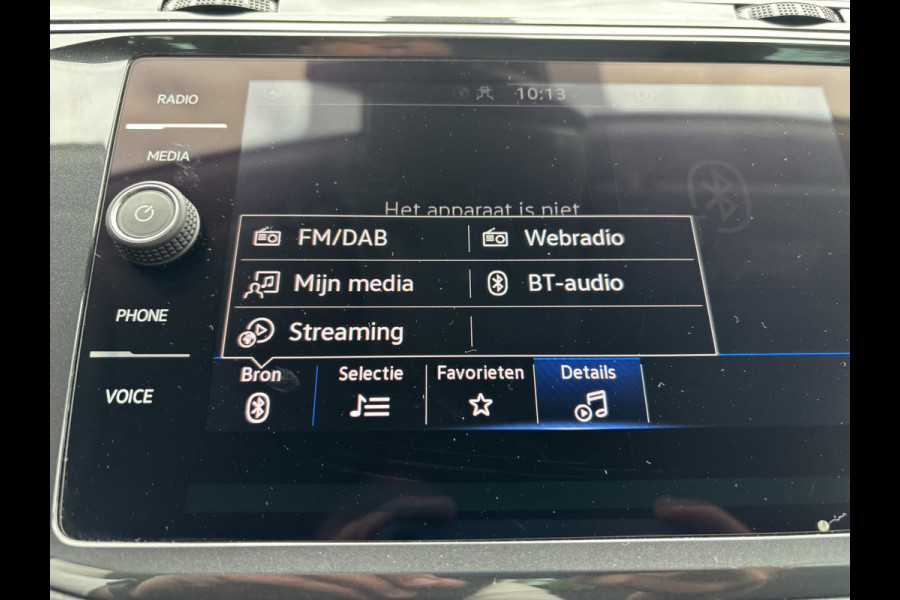 RADIO
10:13
MEDIA
Het apparaat is niet
FM/DAB
Webradio
Mijn media
BT-audio
Streaming
PHONE
VOICE
Bron
Selectie
Favorieten
Details